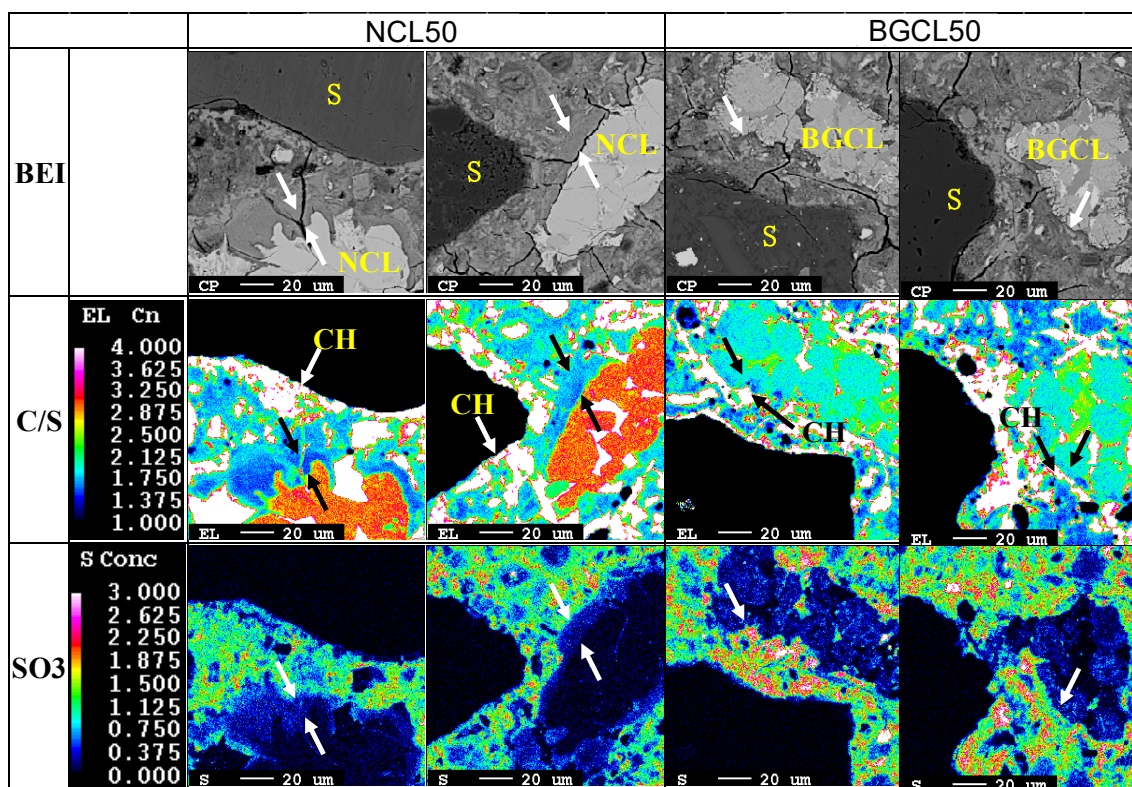 NCL50 BGCL50
BEI
S
NCL
CP 20 um
S
NCL
CP 20 um
BGCL
S
CP 20 um
BGCL
S
CP 20 um
C/S
EL Cn
4.000
3.625
3.250
2.875
2.500
2.125
1.750
1.375
1.000
CH
EL 20 um
CH
EL 20 um
CH
EL 20 um
CH
EL 20 um
SO3
S Conc
3.000
2.625
2.250
1.875
1.500
1.125
0.750
0.375
0.000
S 20 um
S 20 um
S 20 um
S 20 um